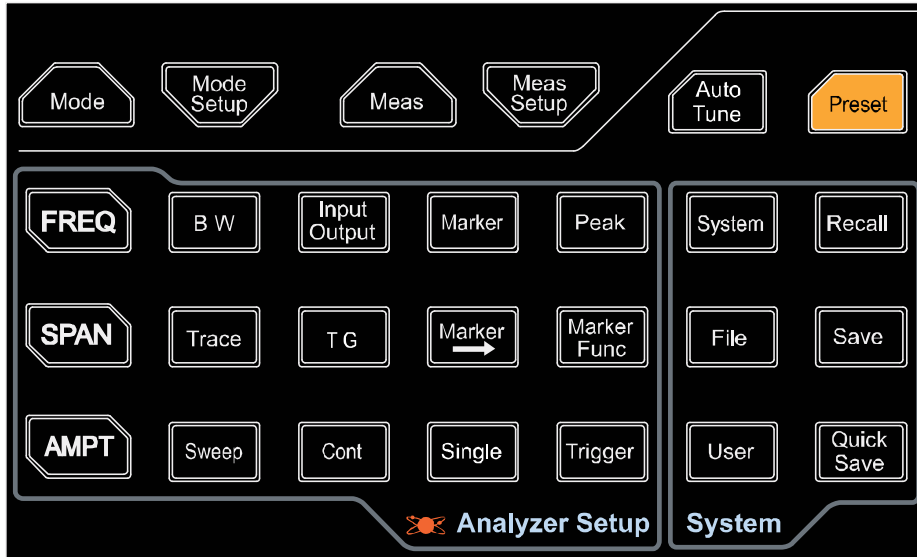 Mode
Mode
Setup
Meas
Meas
Setup
Auto
Tune
Preset
FREQ
B W
Input
Output
Marker
Peak
System
Recall
SPAN
Trace
T G
Marker
Marker
Func
File
Save
AMPT
Sweep
Cont
Single
Trigger
User
Quick
Save
Analyzer Setup
System